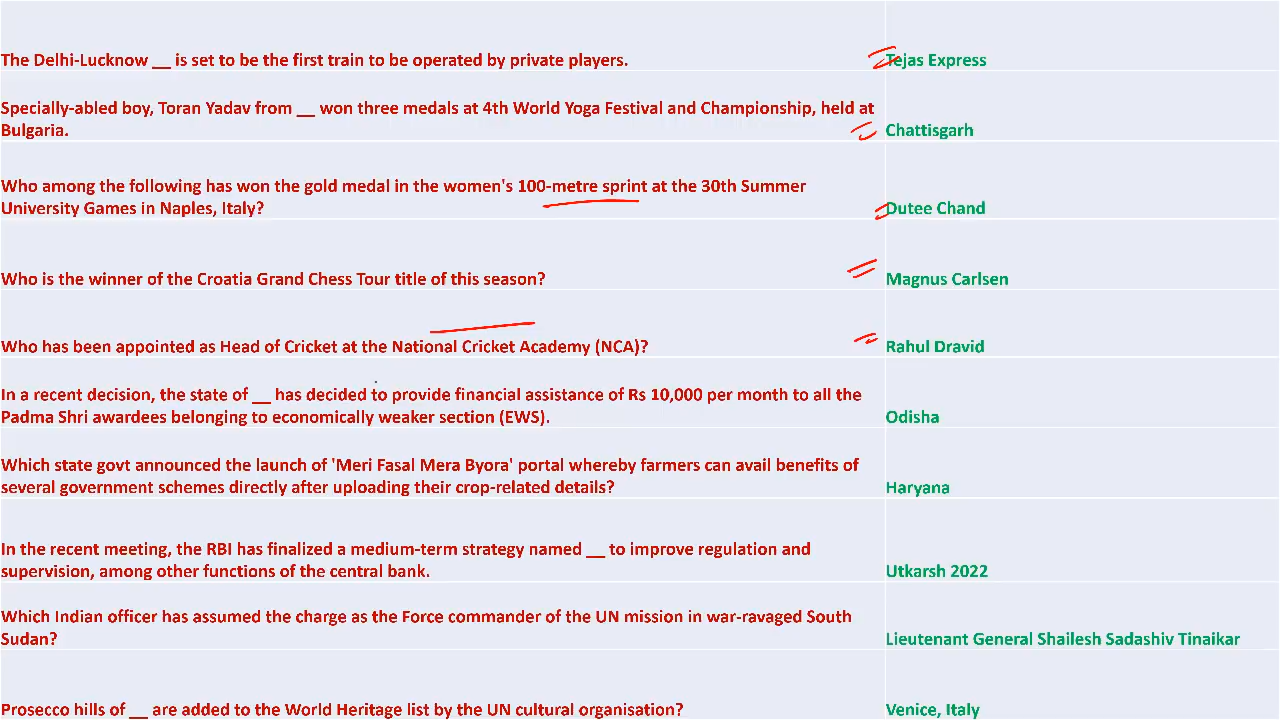 The Delhi-Lucknow __ is set to be the first train to be operated by private players. Tejas Express
Specially-abled boy, Toran Yadav from __ won three medals at 4th World Yoga Festival and Championship, held at
Bulgaria. Chattisgarh
Who among the following has won the gold medal in the women's 100-metre sprint at the 30th Summer
University Games in Naples, Italy? Dutee Chand
Who is the winner of the Croatia Grand Chess Tour title of this season? Magnus Carlsen
Who has been appointed as Head of Cricket at the National Cricket Academy (NCA)? Rahul Dravid
In a recent decision, the state of __ has decided to provide financial assistance of Rs 10,000 per month to all the
Padma Shri awardees belonging to economically weaker section (EWS). Odisha
Which state govt announced the launch of 'Meri Fasal Mera Byora' portal whereby farmers can avail benefits of
several government schemes directly after uploading their crop-related details? Haryana
In the recent meeting, the RBI has finalized a medium-term strategy named __ to improve regulation and
supervision, among other functions of the central bank. Utkarsh 2022
Which Indian officer has assumed the charge as the Force commander of the UN mission in war-ravaged South
Sudan? Lieutenant General Shailesh Sadashiv Tinaikar
Prosecco hills of __ are added to the World Heritage list by the UN cultural organisation? Venice, Italy